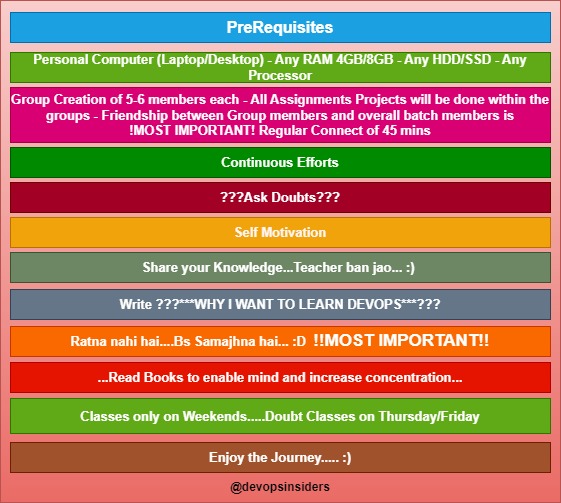 PreRequisites
Personal Computer (Laptop/Desktop) - Any RAM 4GB/8GB - Any HDD/SSD - Any
Processor
Group Creation of 5-6 members each - All Assignments Projects will be done within the
groups - Friendship between Group members and overall batch members is
!MOST IMPORTANT! Regular Connect of 45 mins
Continuous Efforts
???Ask Doubts???
Self Motivation
Share your Knowledge...Teacher ban jao... :)
Write ???***WHY I WANT TO LEARN DEVOPS***???
Ratna nahi hai....Bs Samajhna hai... :D !!MOST IMPORTANT!!
...Read Books to enable mind and increase concentration...
Classes only on Weekends.....Doubt Classes on Thursday/Friday
Enjoy the Journey..... :)
@devopsinsiders